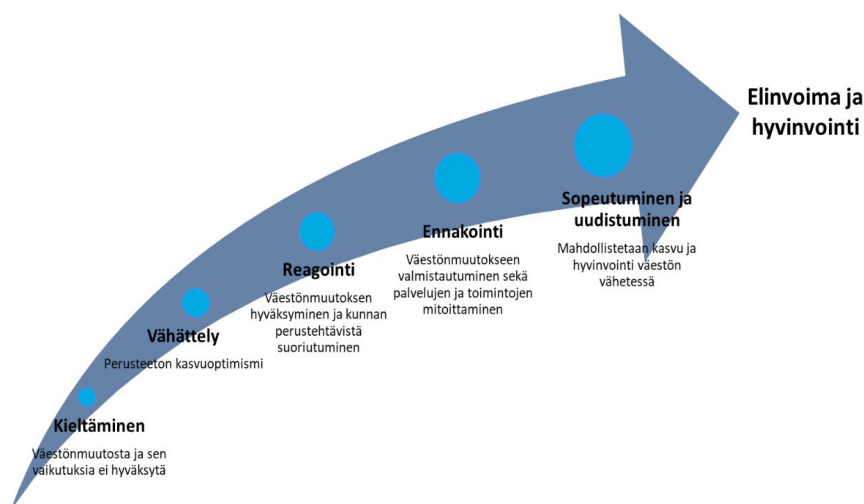 Elinvoima ja
hyvinvointi
Sopeutuminen ja
uudistuminen
Mahdollistetaan kasvu ja
hyvinvointi väestön
vähetessä
Ennakointi
Väestönmuutokseen
valmistautuminen sekä
palvelujen ja toimintojen
mitoittaminen
Reagointi
Väestönmuutoksen
hyväksyminen ja kunnan
perustehtävistä
suoriutuminen
Vähättely
Perusteeton kasvuoptimismi
Kieltäminen
Väestönmuutosta ja sen
vaikutuksia ei hyväksytä